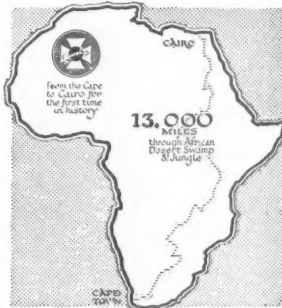 CAIRO
From the Cape
to Cairo for
the first time
in history
13,000
MILES
through African
Desert Swamp
& Jungle
CAPE
TOWN